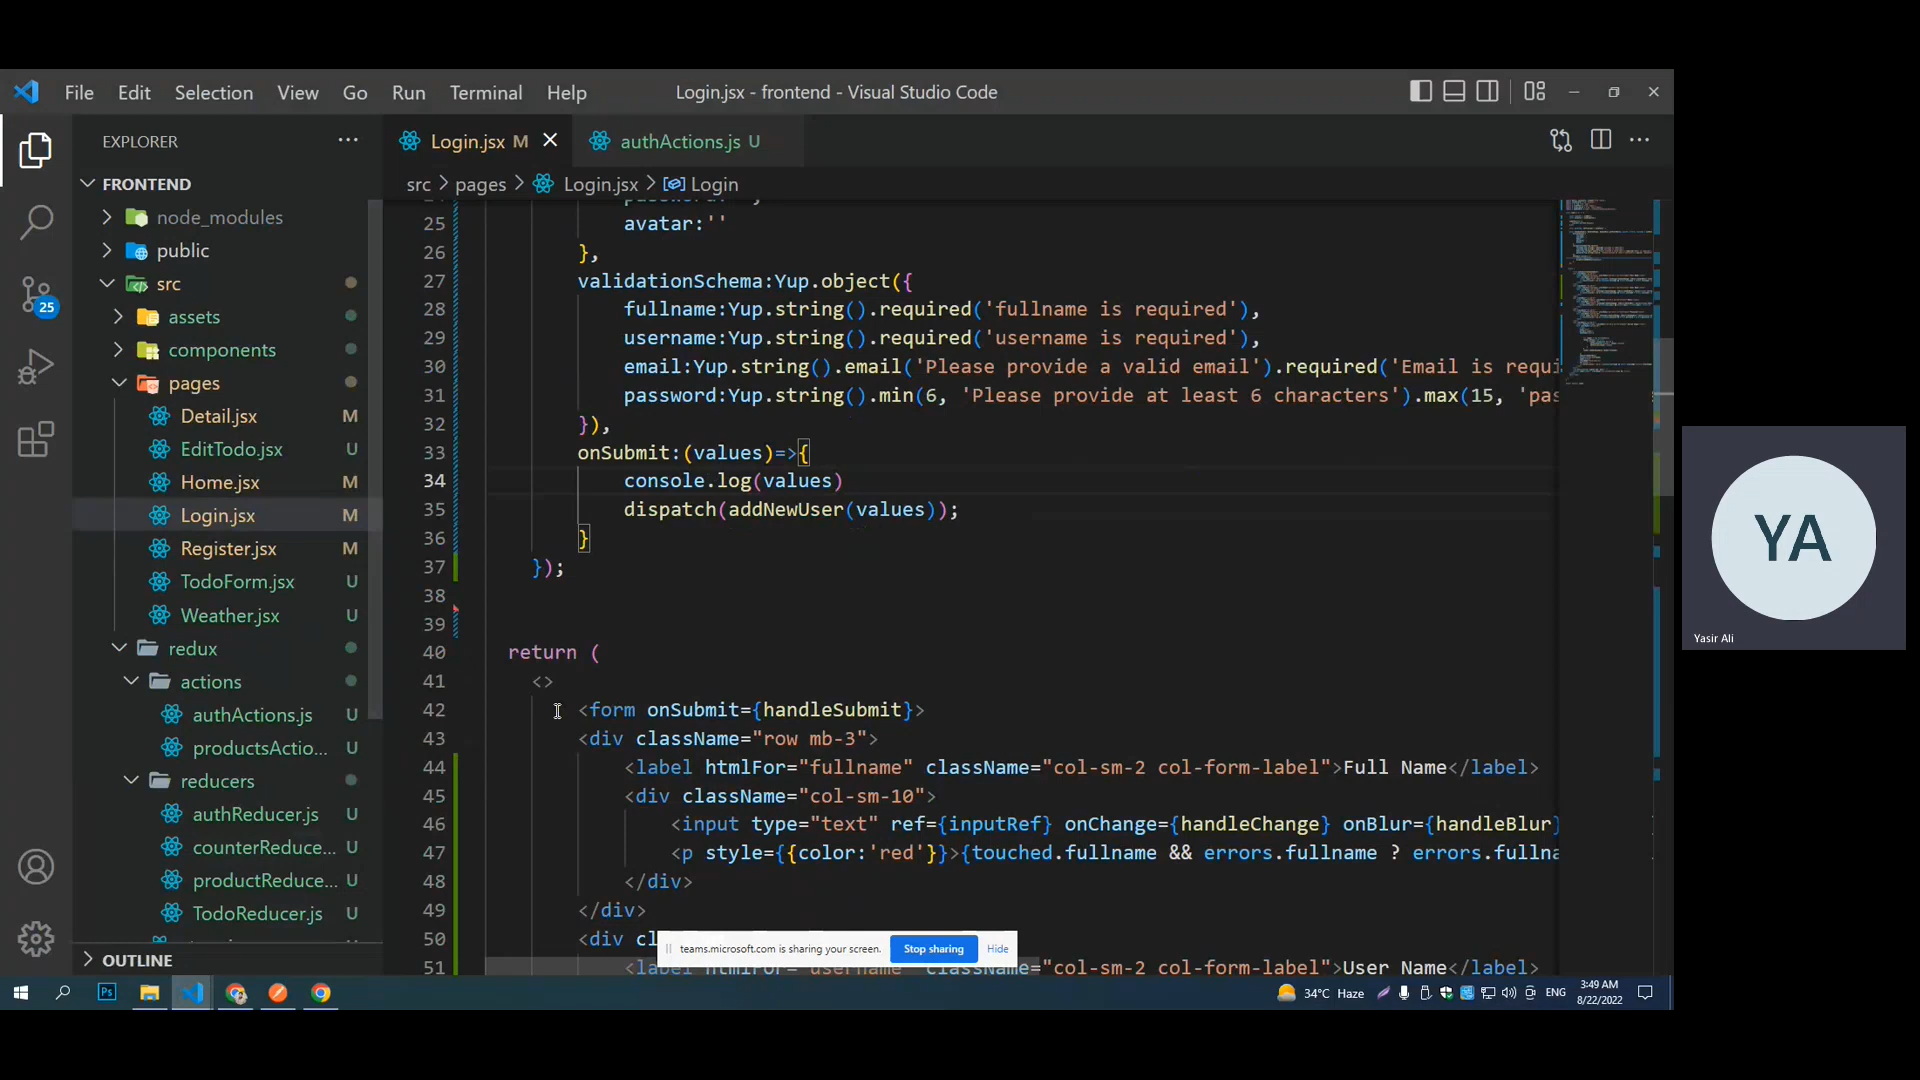 File Edit Selection View Go Run Terminal Help Login.jsx - frontend - Visual Studio Code
EXPLORER
Login.jsx M authActions.js U
src > pages > Login.jsx > Login
FRONTEND
node_modules
public
src
assets
components
pages
Detail.jsx M
EditTodo.jsx U
Home.jsx M
Login.jsx M
Register.jsx M
TodoForm.jsx U
Weather.jsx U
redux
actions
authActions.js U
productsActio... U
reducers
authReducer.js U
counterReduce... U
productReduce... U
TodoReducer.js U
OUTLINE
25
25 avatar:''
26 },
27 validationSchema:Yup.object({
28 fullname:Yup.string().required('fullname is required'),
29 username:Yup.string().required('username is required'),
30 email:Yup.string().email('Please provide a valid email').required('Email is requi
31 password:Yup.string().min(6, 'Please provide at least 6 characters').max(15, 'pas
32 }),
33 onSubmit:(values)=>{
34 console.log(values)
35 dispatch(addNewUser(values));
36 }
37 });
38
39
40 return (
41 <>
42 <form onSubmit={handleSubmit}>
43 <div className="row mb-3">
44 <label htmlFor="fullname" className="col-sm-2 col-form-label">Full Name</label>
45 <div className="col-sm-10">
46 <input type="text" ref={inputRef} onChange={handleChange} onBlur={handleBlur}
47 <p style={{color:'red'}}>{touched.fullname && errors.fullname ? errors.fullna
48 </div>
49 </div>
50 <div cl
51 <label htmlFor="username" className="col-sm-2 col-form-label">User Name</label>
teams.microsoft.com is sharing your screen. Stop sharing Hide
YA
Yasir Ali
Ps
34°C Haze ENG 3:49 AM
8/22/2022